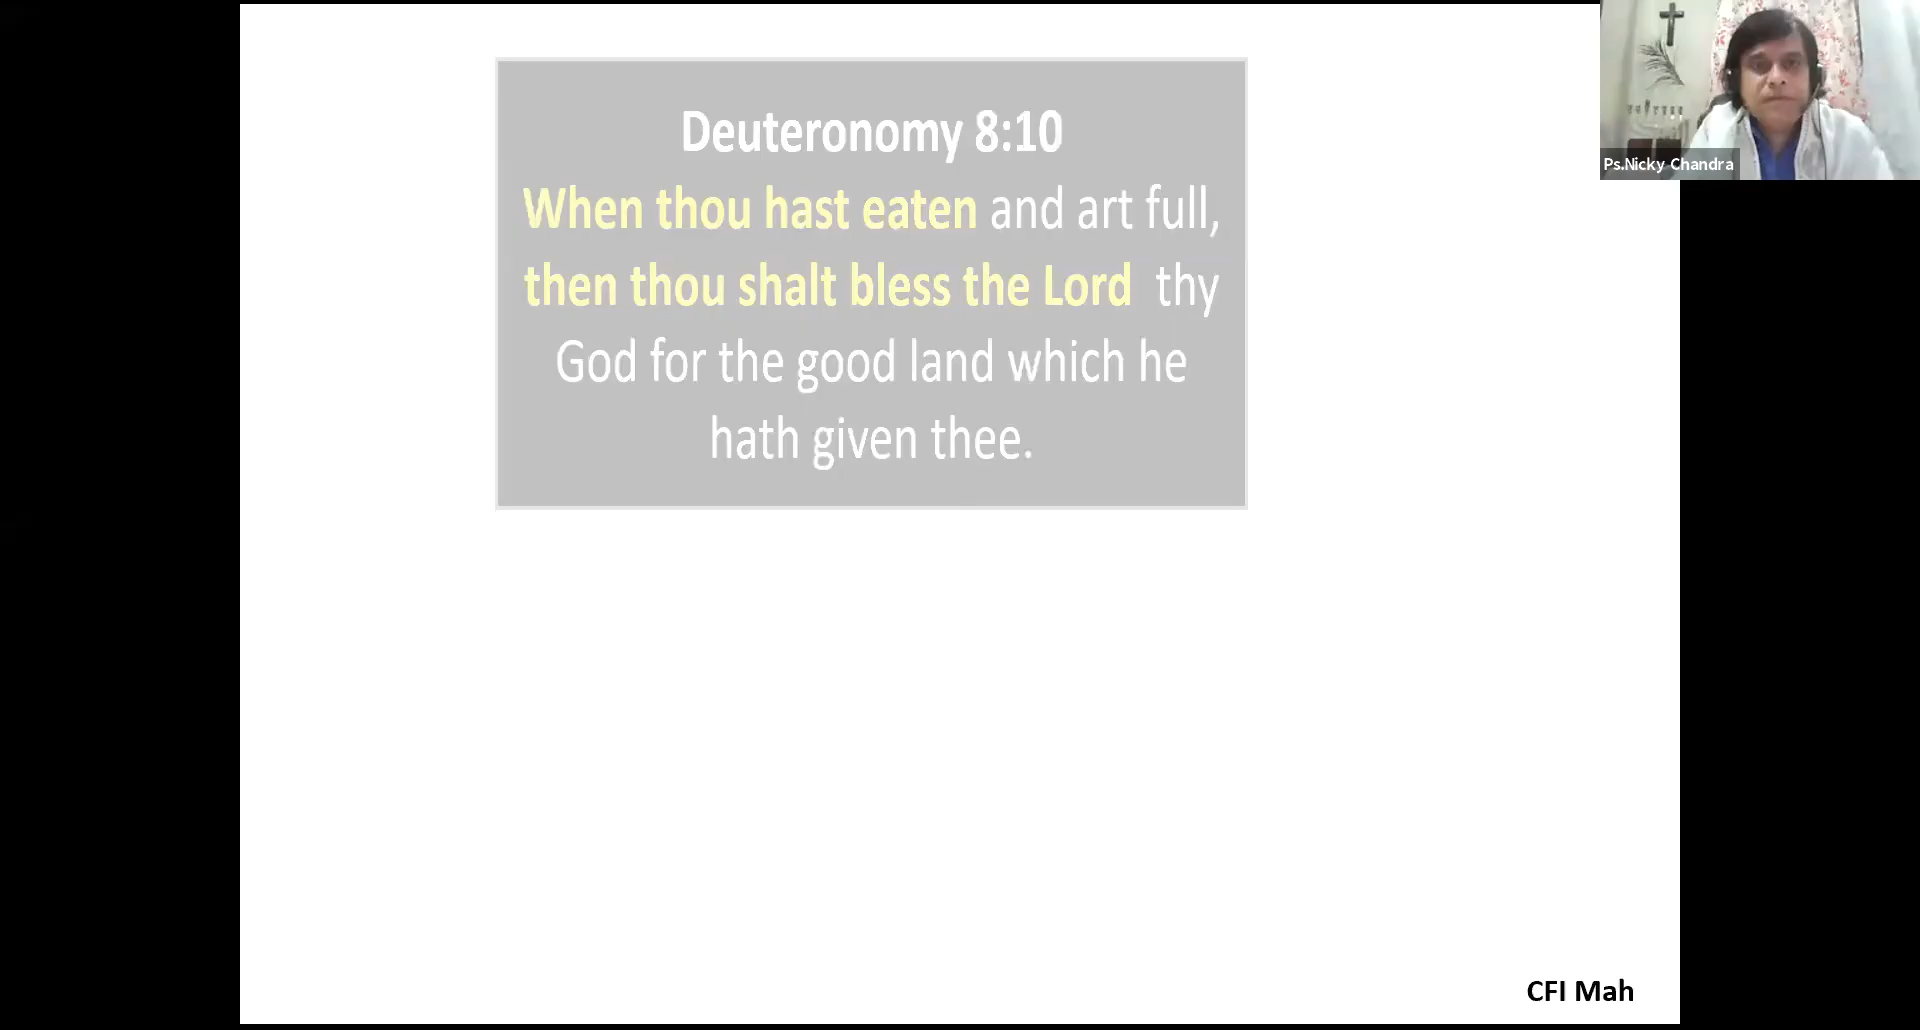 Deuteronomy 8:10
When thou hast eaten and art full,
then thou shalt bless the Lord thy
God for the good land which he
hath given thee.
Ps.Nicky Chandra
CFI Mah